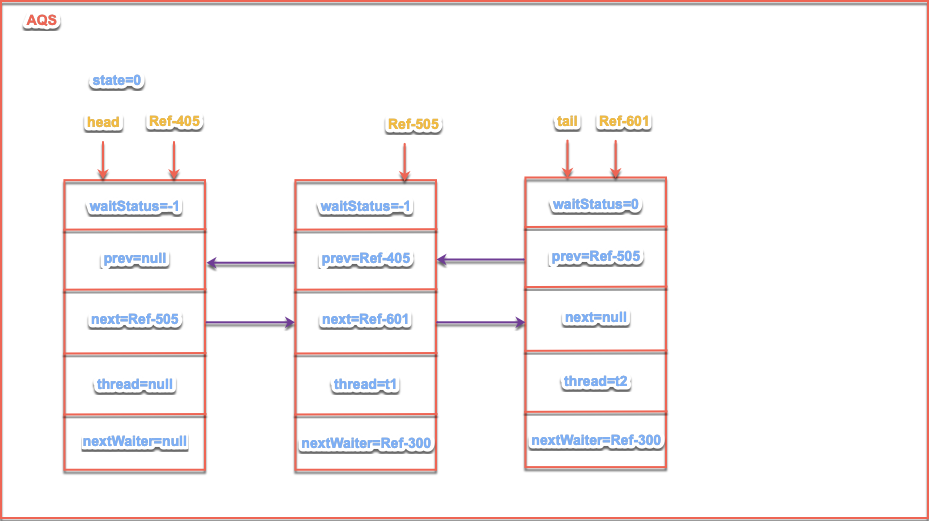 AQS
state=0
head Ref-405 Ref-505 tail Ref-601
waitStatus=-1 waitStatus=-1 waitStatus=0
prev=null prev=Ref-405 prev=Ref-505
next=Ref-505 next=Ref-601 next=null
thread=null thread=t1 thread=t2
nextWaiter=null nextWaiter=Ref-300 nextWaiter=Ref-300